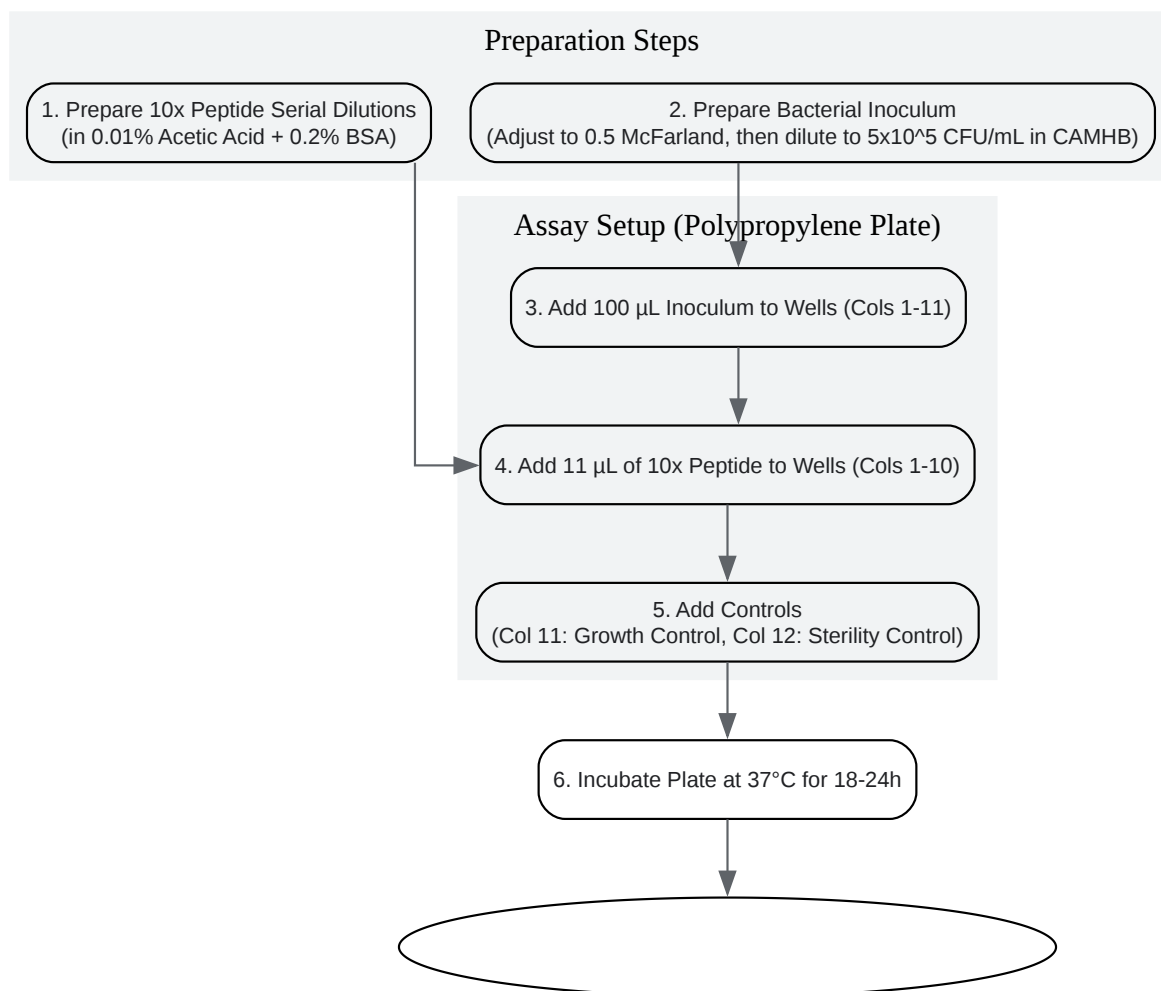 Preparation Steps
1. Prepare 10x Peptide Serial Dilutions
(in 0.01% Acetic Acid + 0.2% BSA)
2. Prepare Bacterial Inoculum
(Adjust to 0.5 McFarland, then dilute to 5x10^5 CFU/mL in CAMHB)
Assay Setup (Polypropylene Plate)
3. Add 100 µL Inoculum to Wells (Cols 1-11)
4. Add 11 µL of 10x Peptide to Wells (Cols 1-10)
5. Add Controls
(Col 11: Growth Control, Col 12: Sterility Control)
6. Incubate Plate at 37°C for 18-24h